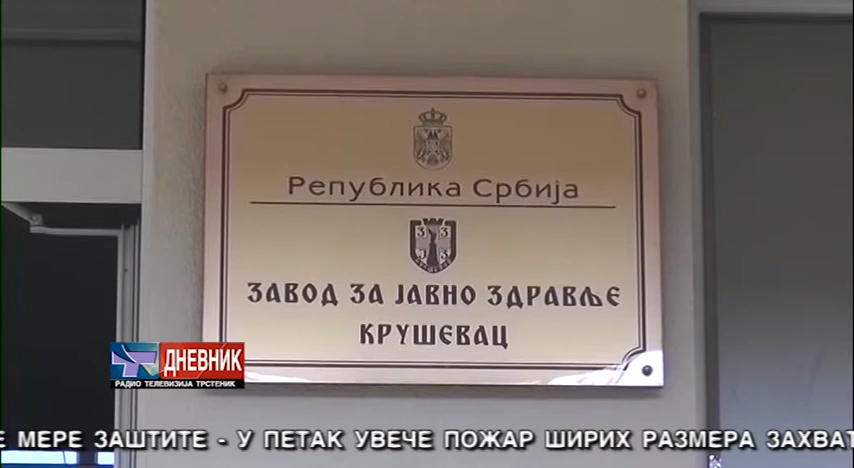 Република Србија
ЗАВОД ЗА ЈАВНО ЗДРАВЉЕ
КРУШЕВАЦ
ДНЕВНИК
РАДИО ТЕЛЕВИЗИЈА ТРСТЕНИК
МЕРЕ ЗАШТИТЕ - У ПЕТАК УВЕЧЕ ПОЖАР ШИРИХ РАЗМЕРА